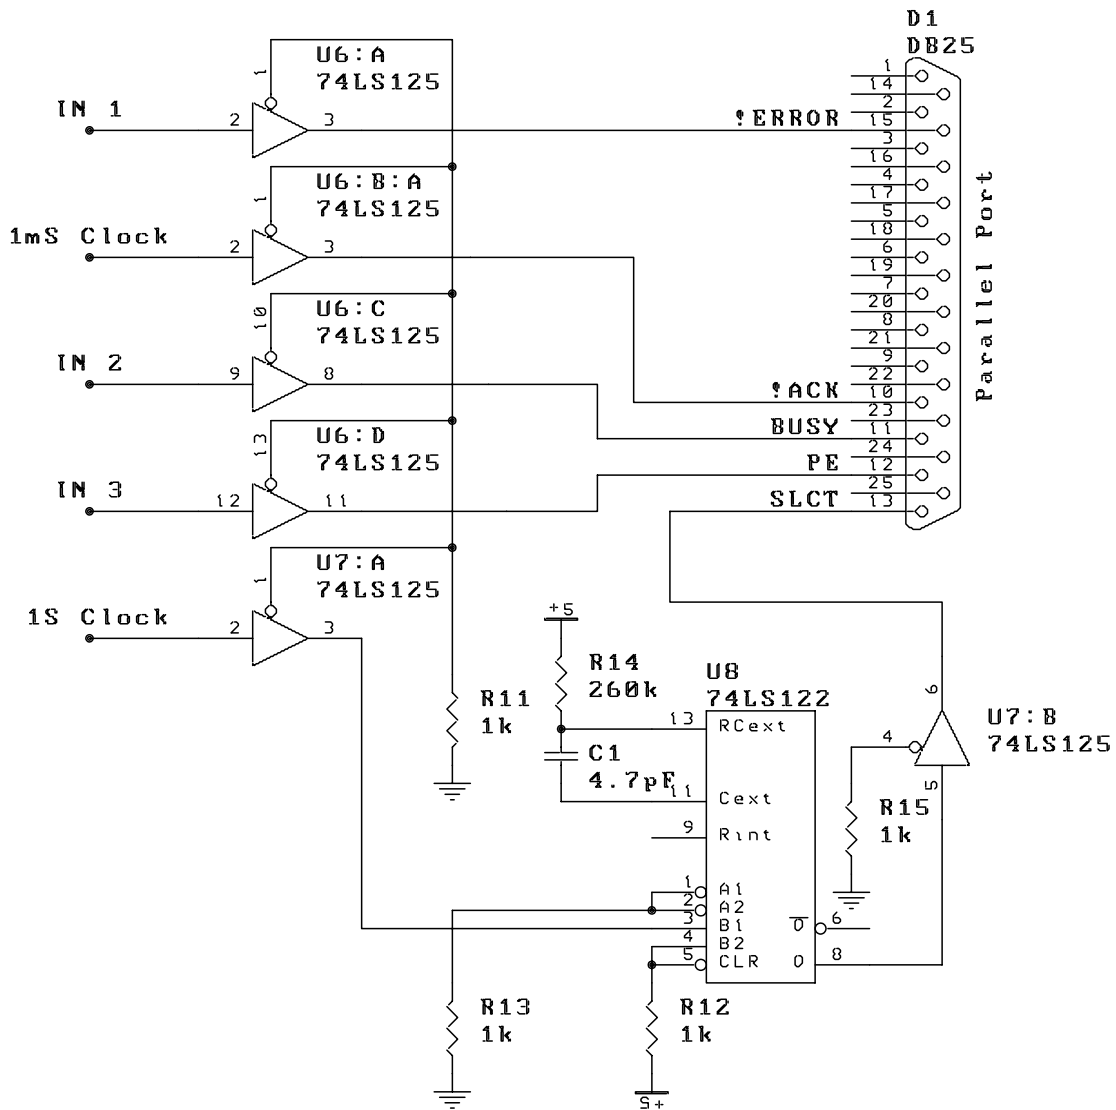 D1
DB25
U6:A
74LS125
1
IN 1
2
3
!ERROR
1
14
2
15
3
16
4
17
5
18
6
19
7
20
8
21
9
22
10
23
11
24
12
25
13
Parallel Port
U6:B:A
74LS125
1
1mS Clock
2
3
U6:C
74LS125
10
IN 2
9
8
!ACK
BUSY
PE
SLCT
U6:D
74LS125
13
IN 3
12
11
U7:A
74LS125
1
1S Clock
2
3
+5
R14
260k
C1
4.7pF
R11
1k
U8
74LS122
13
RCext
11
Cext
9
Rint
1
A1
2
A2
3
B1
4
B2
5
CLR
Q
6
Q
8
6
U7:B
74LS125
4
5
R15
1k
R13
1k
R12
1k
+5